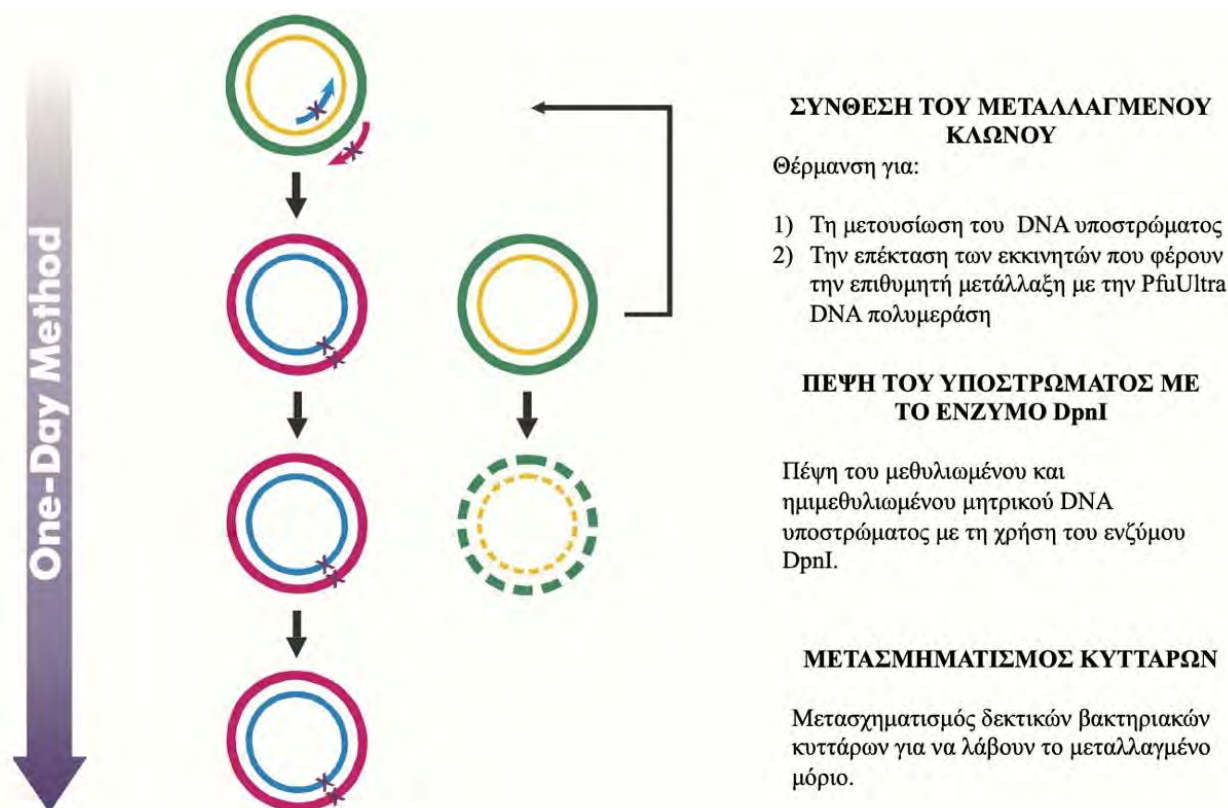 One-Day Method
ΣΥΝΘΕΣΗ ΤΟΥ ΜΕΤΑΛΛΑΓΜΕΝΟΥ
ΚΛΩΝΟΥ
Θέρμανση για:
1) Τη μετουσίωση του DNA υποστρώματος
2) Την επέκταση των εκκινητών που φέρουν
την επιθυμητή μετάλλαξη με την PfuUltra
DNA πολυμεράση
ΠΕΨΗ ΤΟΥ ΥΠΟΣΤΡΩΜΑΤΟΣ ΜΕ
ΤΟ ΕΝΖΥΜΟ DpnI
Πέψη του μεθυλιωμένου και
ημιμεθυλιωμένου μητρικού DNA
υποστρώματος με τη χρήση του ενζύμου
DpnI.
ΜΕΤΑΣΜΗΜΑΤΙΣΜΟΣ ΚΥΤΤΑΡΩΝ
Μετασχηματισμός δεκτικών βακτηριακών
κυττάρων για να λάβουν το μεταλλαγμένο
μόριο.